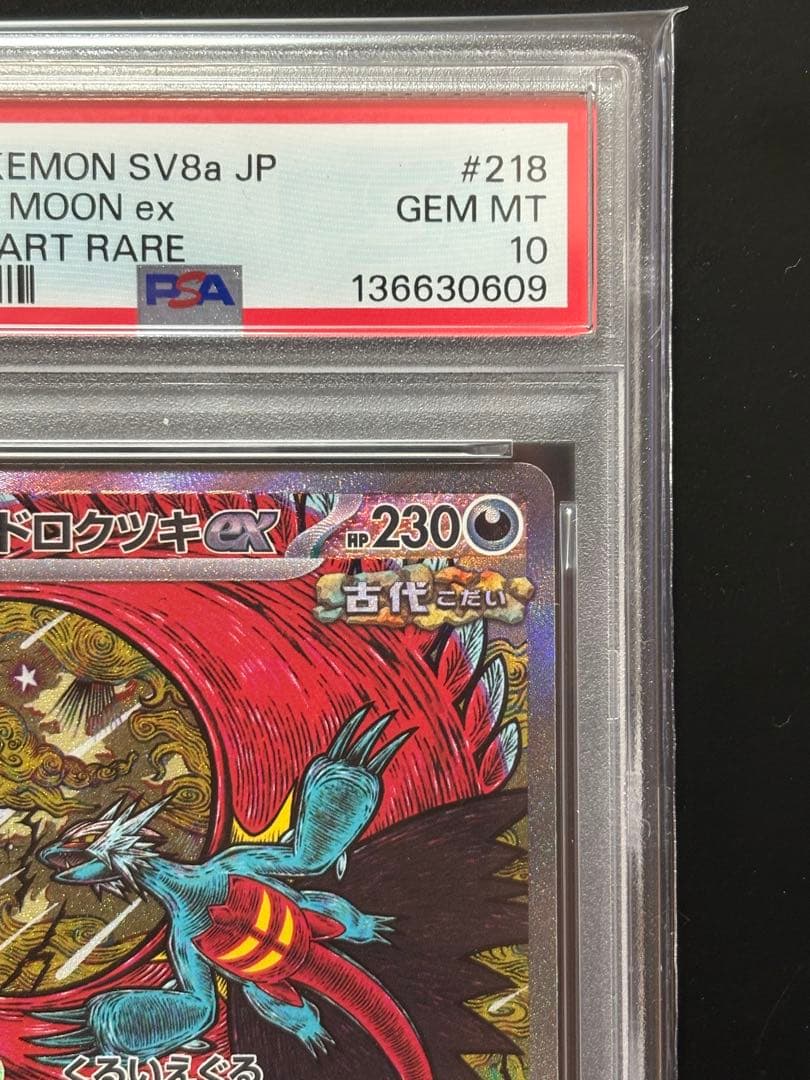 KEMON SV8a JP #218
MOON ex GEM MT
ART RARE 10
PSA 136630609
ドロクツキex HP230
古代 こだい
くるいえぐる